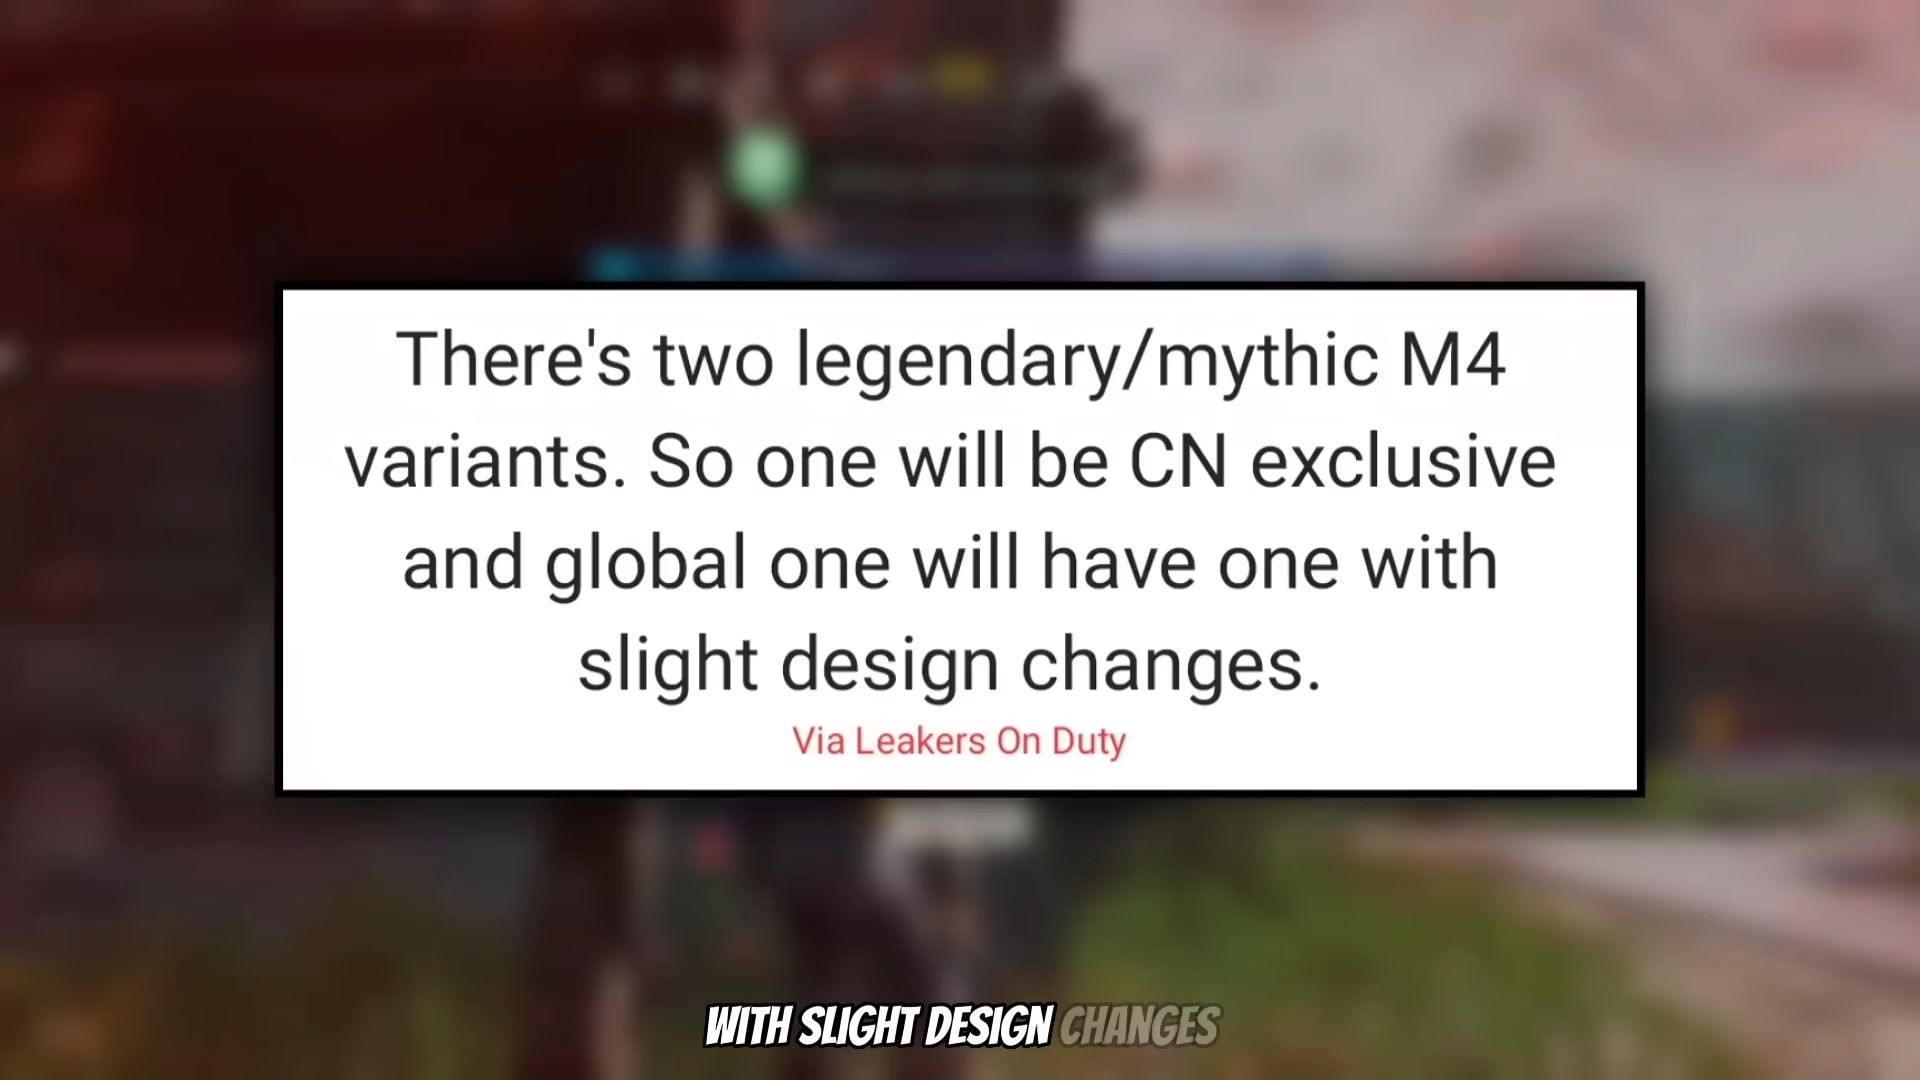 There's two legendary/mythic M4
variants. So one will be CN exclusive
and global one will have one with
slight design changes.
Via Leakers On Duty
WITH SLIGHT DESIGN CHANGES